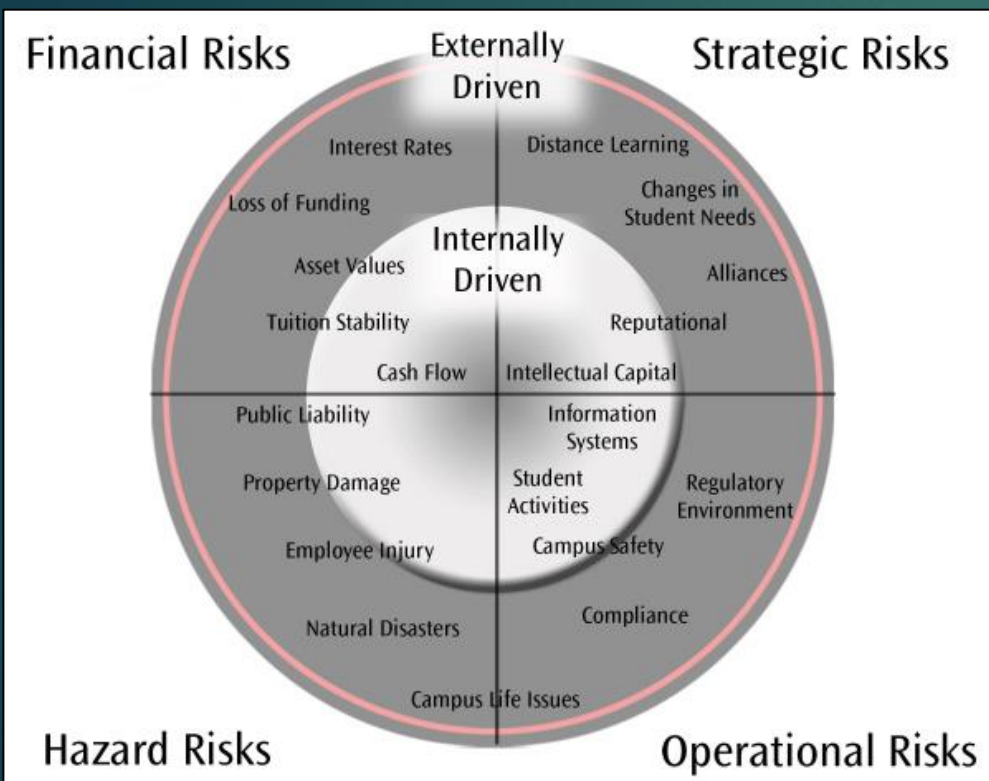 Financial Risks
Externally
Driven
Strategic Risks
Interest Rates
Distance Learning
Loss of Funding
Changes in
Student Needs
Internally
Driven
Asset Values
Alliances
Tuition Stability
Reputational
Cash Flow
Intellectual Capital
Public Liability
Information
Systems
Property Damage
Student
Activities
Regulatory
Environment
Employee Injury
Campus Safety
Natural Disasters
Compliance
Campus Life Issues
Hazard Risks
Operational Risks